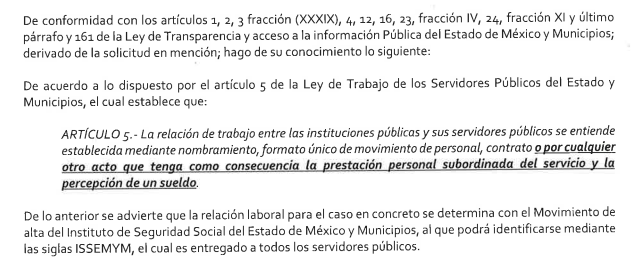 De conformidad con los artículos 1, 2, 3 fracción (XXXIX), 4, 12, 16, 23, fracción IV, 24, fracción XI y último
párrafo y 161 de la Ley de Transparencia y acceso a la información Pública del Estado de México y Municipios;
derivado de la solicitud en mención; hago de su conocimiento lo siguiente:
De acuerdo a lo dispuesto por el artículo 5 de la Ley de Trabajo de los Servidores Públicos del Estado y
Municipios, el cual establece que:
ARTÍCULO 5.- La relación de trabajo entre las instituciones públicas y sus servidores públicos se entiende
establecida mediante nombramiento, formato único de movimiento de personal, contrato o por cualquier
otro acto que tenga como consecuencia la prestación personal subordinada del servicio y la
percepción de un sueldo.
De lo anterior se advierte que la relación laboral para el caso en concreto se determina con el Movimiento de
alta del Instituto de Seguridad Social del Estado de México y Municipios, al que podrá identificarse mediante
las siglas ISSEMYM, el cual es entregado a todos los servidores públicos.